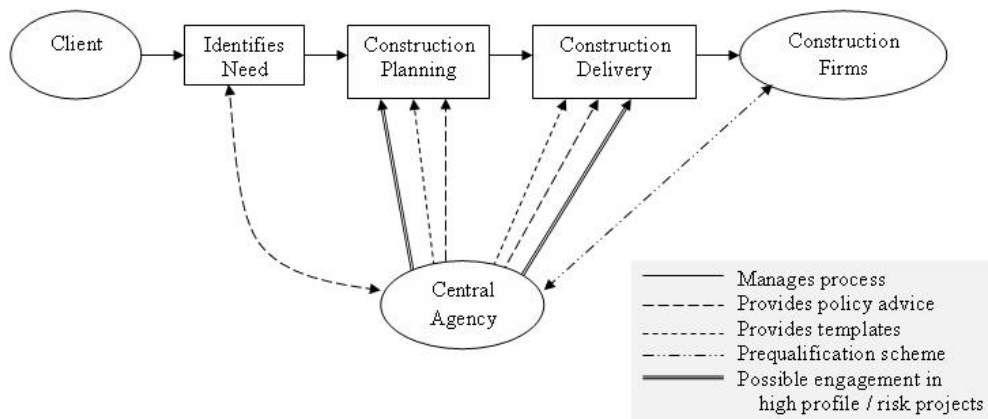 Client
Identifies
Need
Construction
Planning
Construction
Delivery
Construction
Firms
Central
Agency
Manages process
Provides policy advice
Provides templates
Prequalification scheme
Possible engagement in
high profile / risk projects